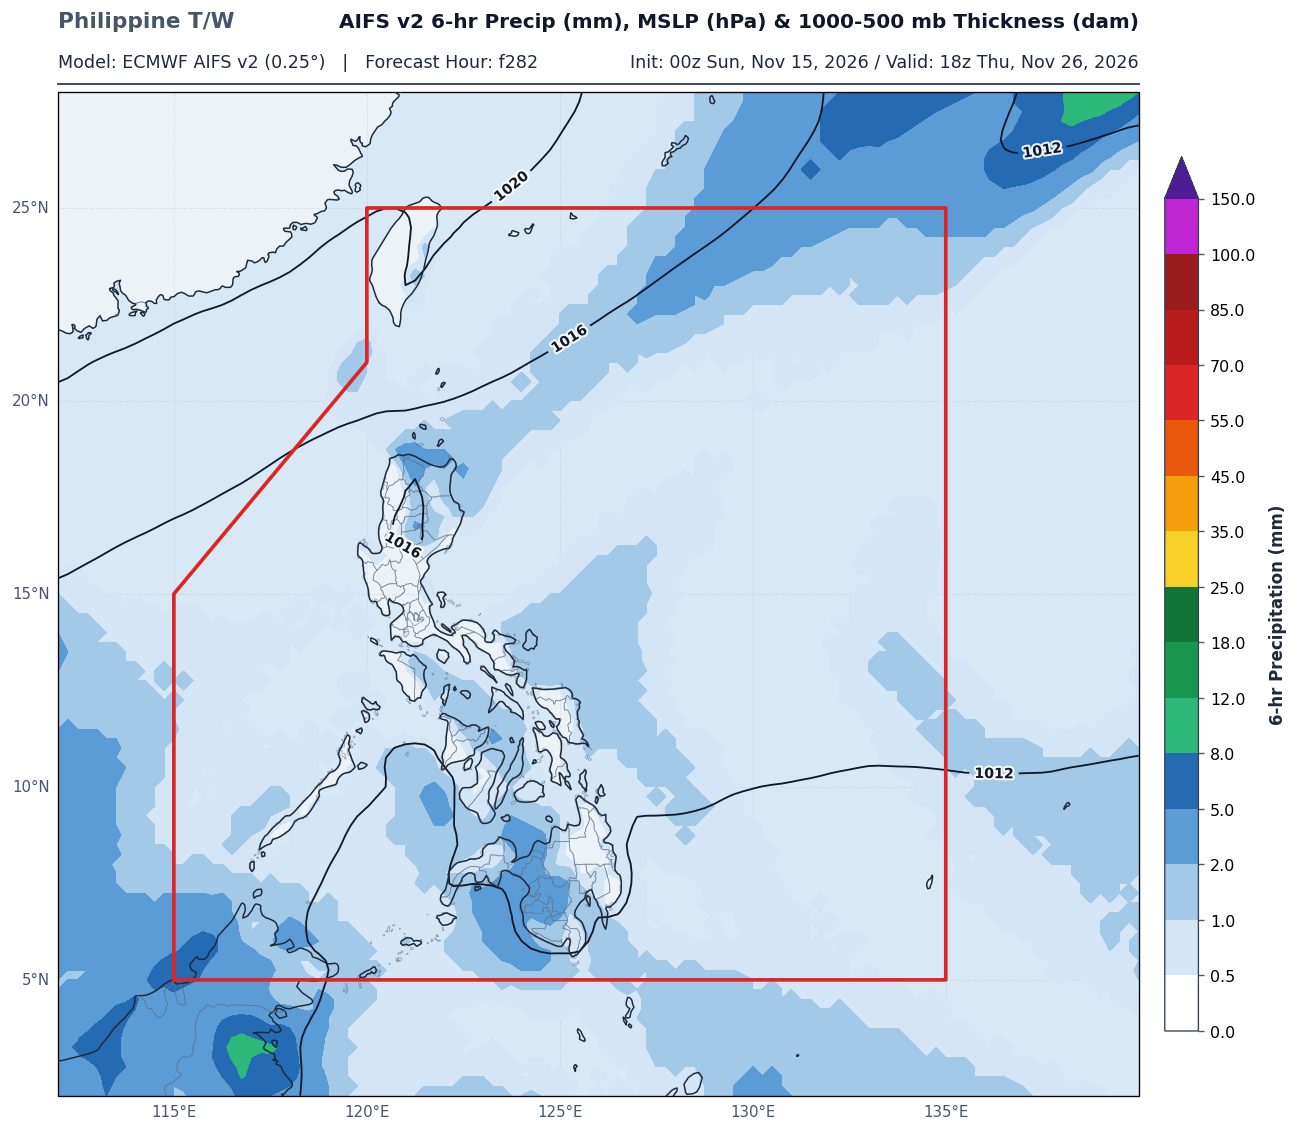 Philippine T/W
AIFS v2 6-hr Precip (mm), MSLP (hPa) & 1000-500 mb Thickness (dam)
Model: ECMWF AIFS v2 (0.25°) | Forecast Hour: f282
Init: 00z Sun, Nov 15, 2026 / Valid: 18z Thu, Nov 26, 2026
1012
1020
1016
1016
1012
25°N
20°N
15°N
10°N
5°N
115°E
120°E
125°E
130°E
135°E
150.0
100.0
85.0
70.0
55.0
45.0
35.0
25.0
18.0
12.0
8.0
5.0
2.0
1.0
0.5
0.0
6-hr Precipitation (mm)